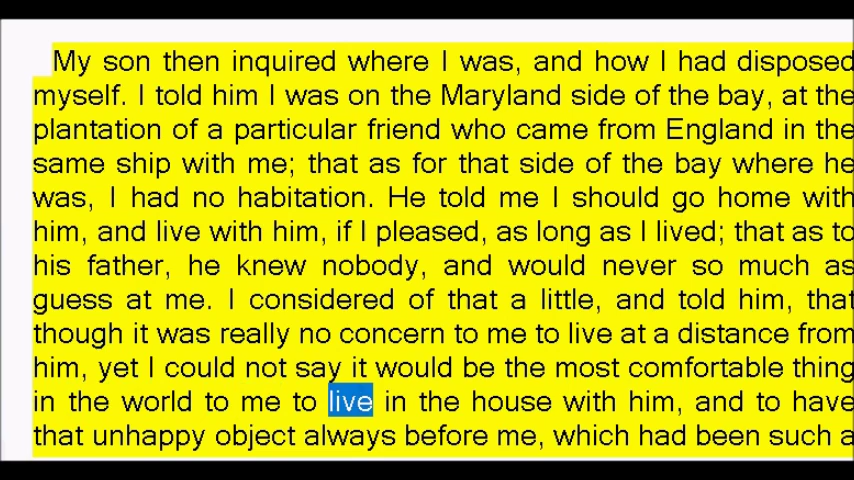 My son then inquired where I was, and how I had disposed
myself. I told him I was on the Maryland side of the bay, at the
plantation of a particular friend who came from England in the
same ship with me; that as for that side of the bay where he
was, I had no habitation. He told me I should go home with
him, and live with him, if I pleased, as long as I lived; that as to
his father, he knew nobody, and would never so much as
guess at me. I considered of that a little, and told him, that
though it was really no concern to me to live at a distance from
him, yet I could not say it would be the most comfortable thing
in the world to me to live in the house with him, and to have
that unhappy object always before me, which had been such a